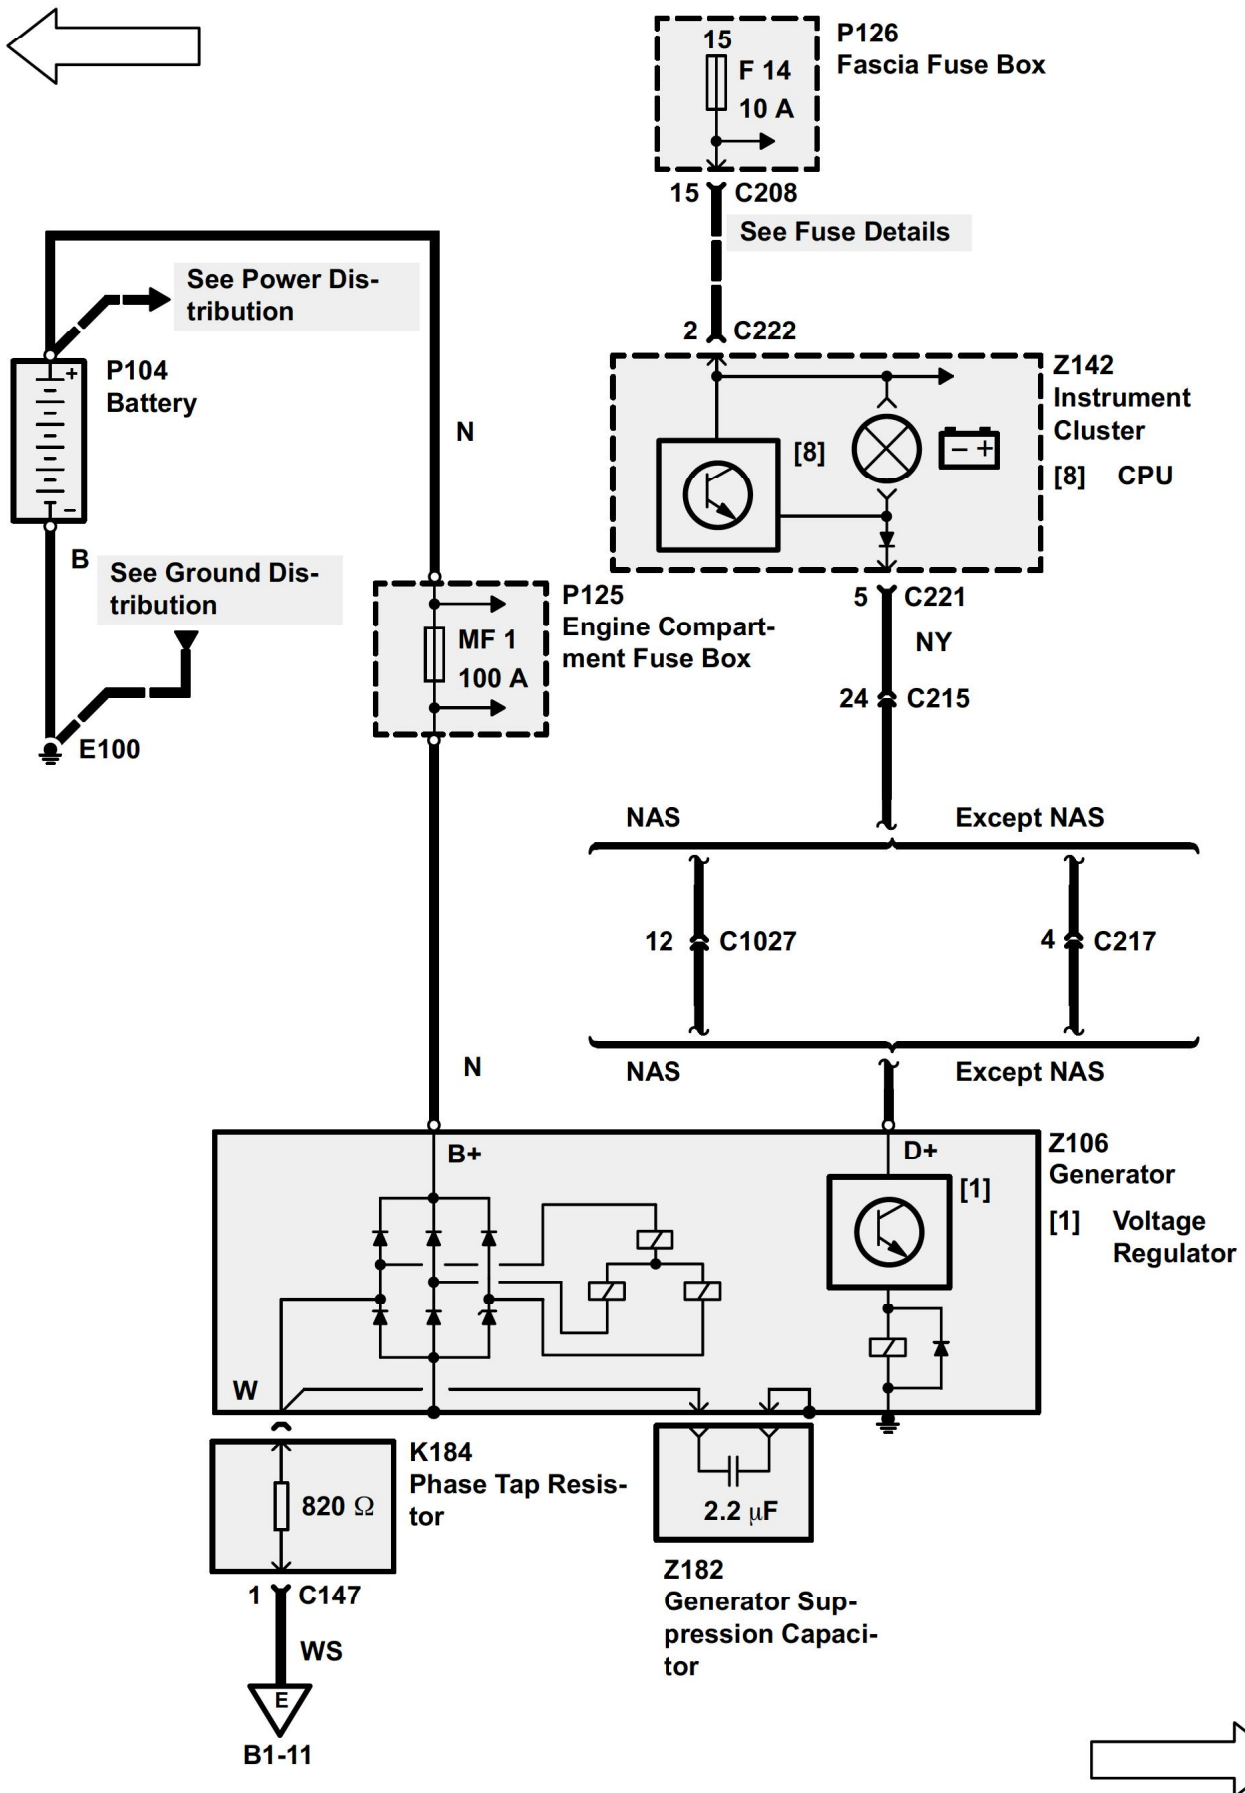 15
F 14
10 A
P126
Fascia Fuse Box
15
C208
See Fuse Details
See Power Dis-
tribution
2
C222
P104
Battery
+
−
N
Z142
Instrument
Cluster
[8] CPU
[8]
− +
B
See Ground Dis-
tribution
E100
MF 1
100 A
P125
Engine Compart-
ment Fuse Box
5
C221
NY
24
C215
NAS
Except NAS
12
C1027
4
C217
N
NAS
Except NAS
B+
D+
[1]
Z106
Generator
[1] Voltage
Regulator
W
K184
Phase Tap Resis-
tor
820 Ω
2.2 μF
Z182
Generator Sup-
pression Capaci-
tor
1
C147
WS
E
B1-11